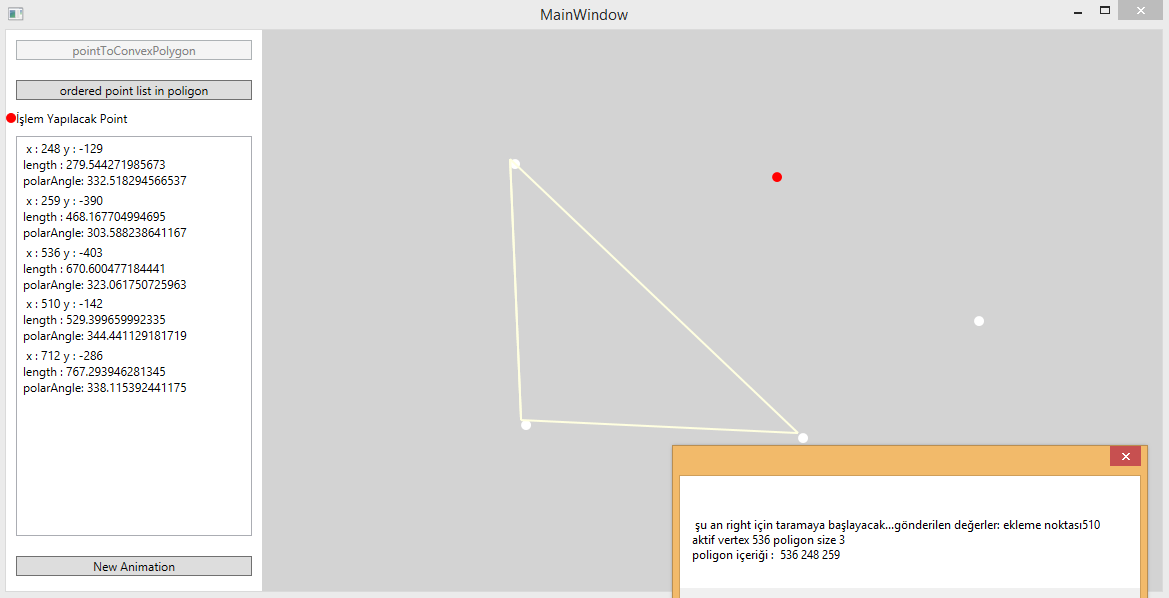 MainWindow
pointToConvexPolygon
ordered point list in poligon
İşlem Yapılacak Point
x : 248 y : -129
length : 279.544271985673
polarAngle: 332.518294566537
x : 259 y : -390
length : 468.167704994695
polarAngle: 303.588238641167
x : 536 y : -403
length : 670.600477184441
polarAngle: 323.061750725963
x : 510 y : -142
length : 529.399659992335
polarAngle: 344.441129181719
x : 712 y : -286
length : 767.293946281345
polarAngle: 338.115392441175
New Animation
şu an right için taramaya başlayacak...gönderilen değerler: ekleme noktası510
aktif vertex 536 poligon size 3
poligon içeriği : 536 248 259